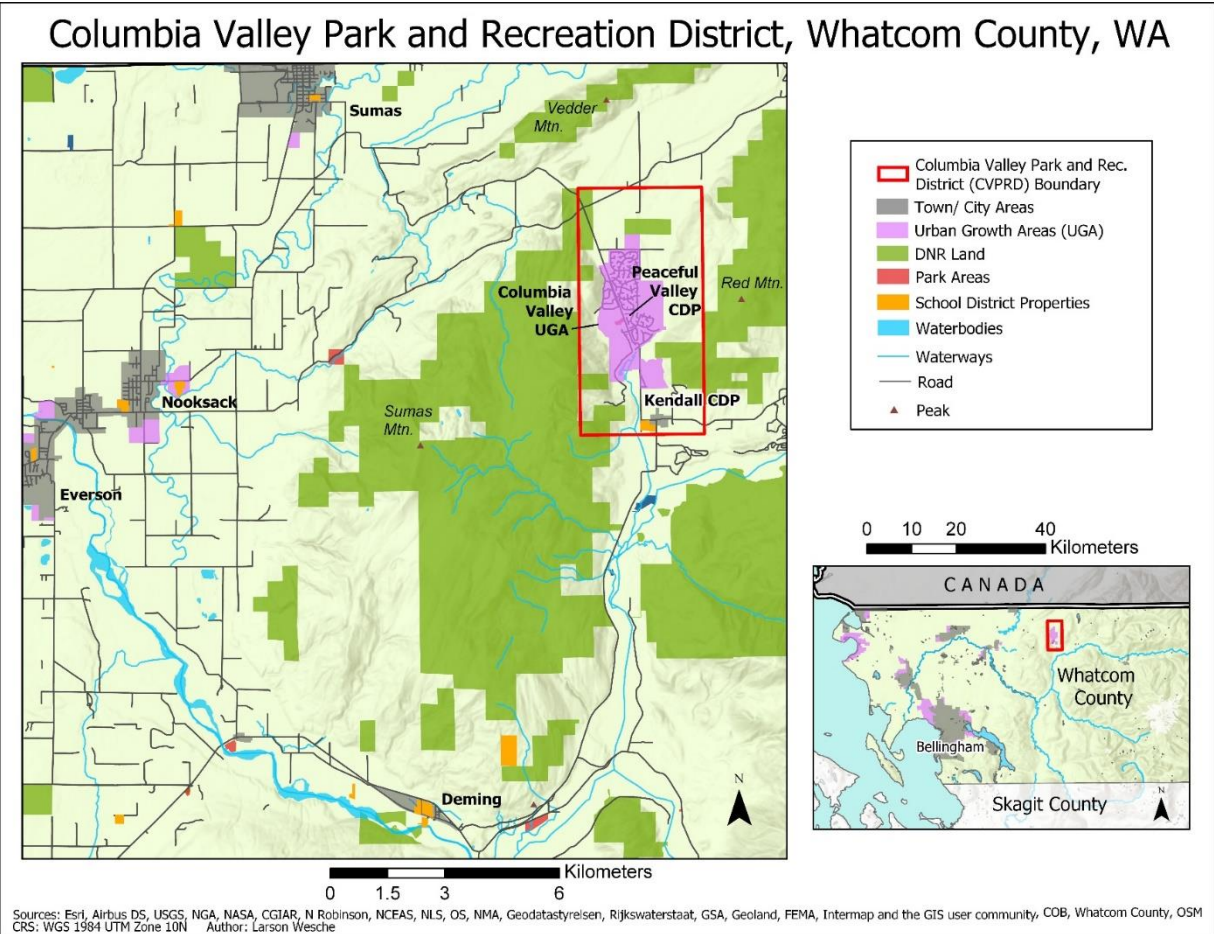 Columbia Valley Park and Recreation District, Whatcom County, WA
Sumas
Vedder
Mtn.
Peaceful
Valley
CDP
Red Mtn.
Columbia
Valley
UGA
Nooksack
Kendall CDP
Sumas
Mtn.
Everson
Deming
N
Kilometers
0 1.5 3 6
Columbia Valley Park and Rec.
District (CVPRD) Boundary
Town/ City Areas
Urban Growth Areas (UGA)
DNR Land
Park Areas
School District Properties
Waterbodies
Waterways
Road
Peak
0 10 20 40
Kilometers
CANADA
Whatcom
County
Bellingham
Skagit County
N
Sources: Esri, Airbus DS, USGS, NGA, NASA, CGIAR, N Robinson, NCEAS, NLS, OS, NMA, Geodatastyrelsen, Rijkswaterstaat, GSA, Geoland, FEMA, Intermap and the GIS user community, COB, Whatcom County, OSM
CRS: WGS 1984 UTM Zone 10N Author: Larson Wesche